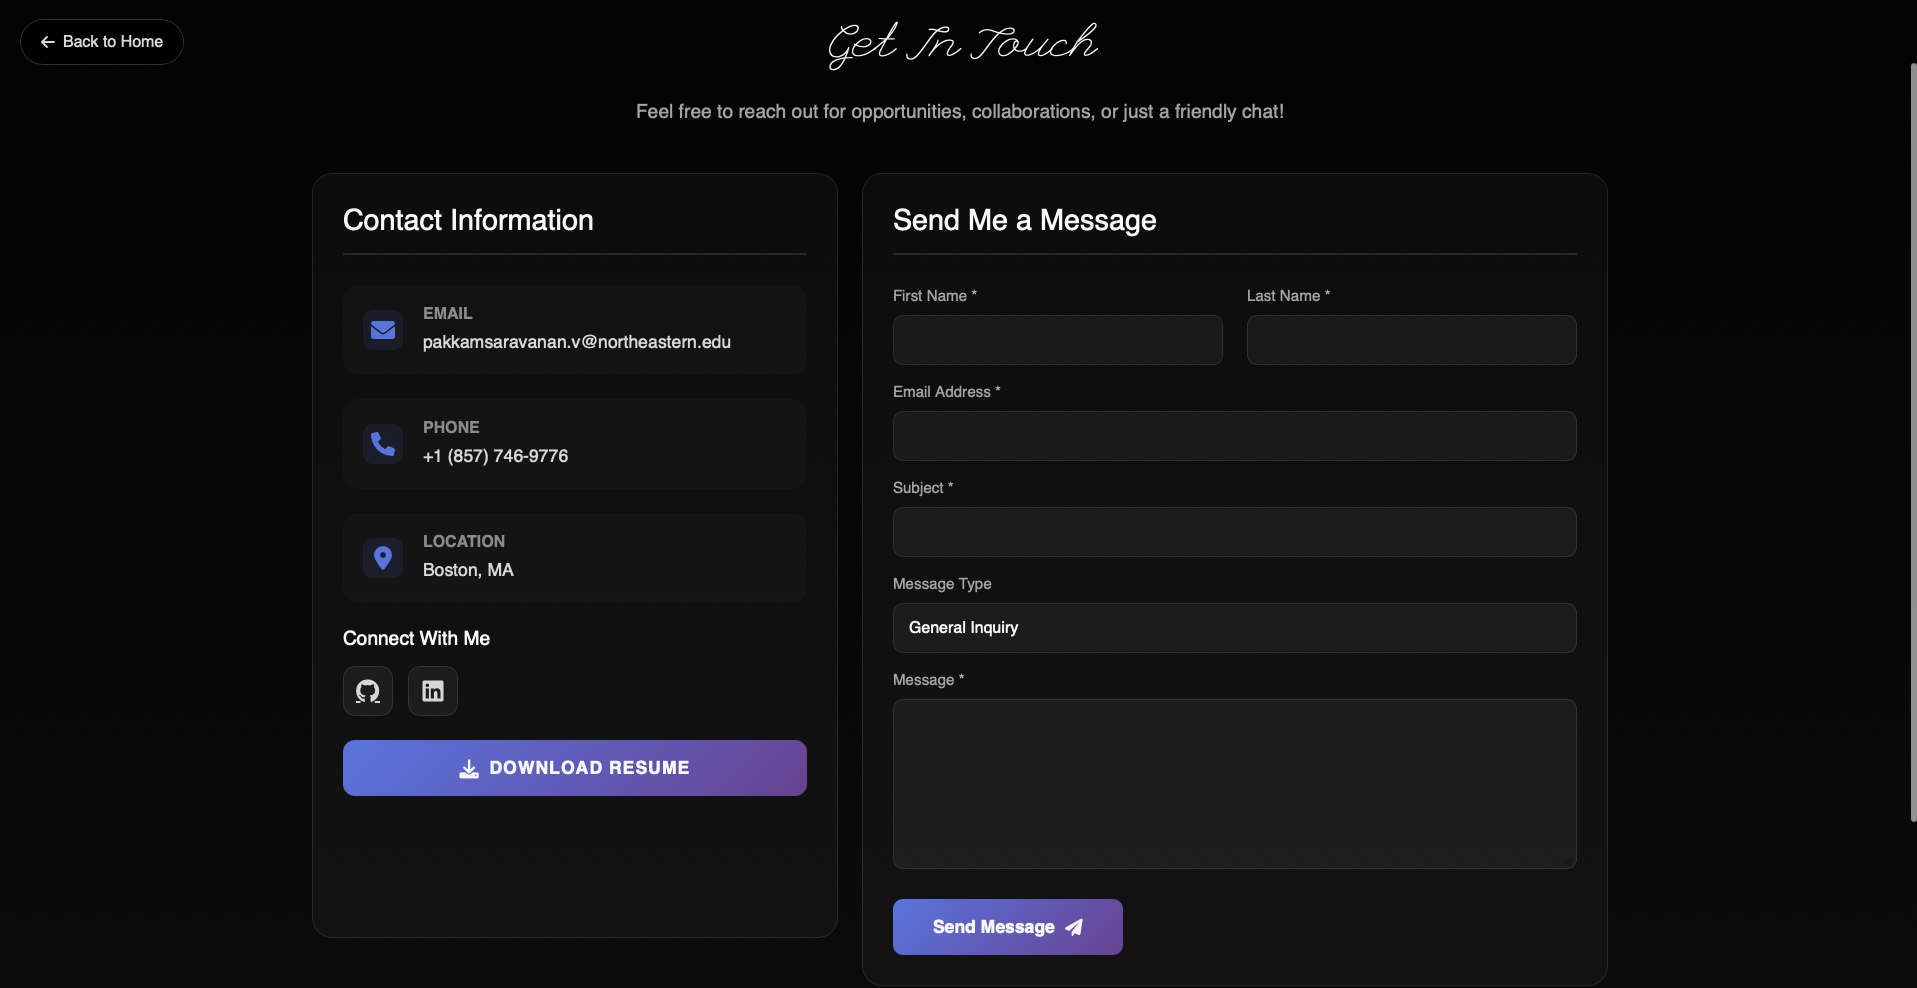 Back to Home
Get In Touch
Feel free to reach out for opportunities, collaborations, or just a friendly chat!
Contact Information
EMAIL
pakkamsaravanan.v@northeastern.edu
PHONE
+1 (857) 746-9776
LOCATION
Boston, MA
Connect With Me
in
DOWNLOAD RESUME
Send Me a Message
First Name *
Last Name *
Email Address *
Subject *
Message Type
General Inquiry
Message *
Send Message